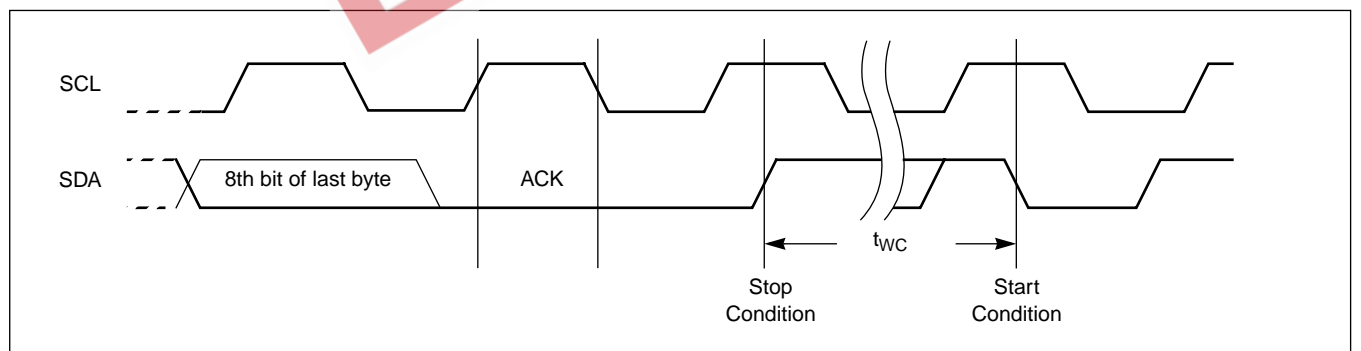 SCL
SDA
8th bit of last byte
ACK
tWC
Stop
Condition
Start
Condition